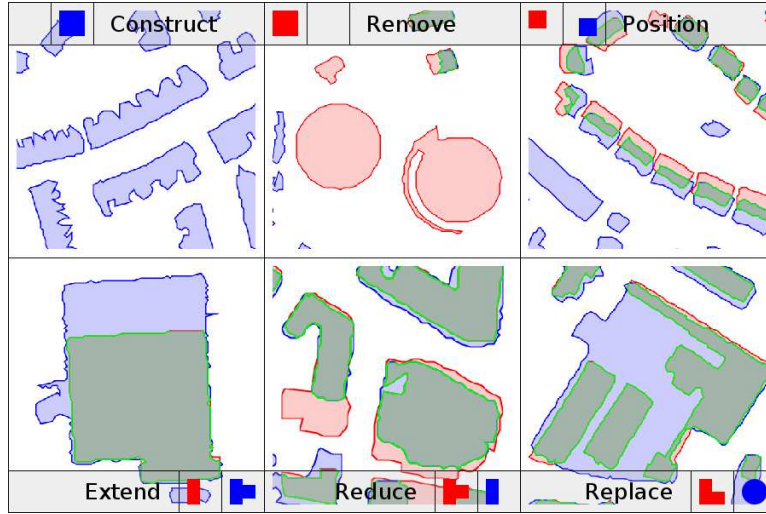 Construct
Remove
Position
Extend
Reduce
Replace